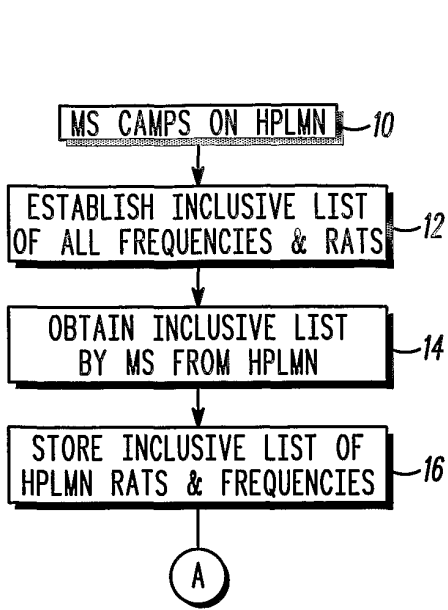 MS CAMPS ON HPLMN
10
ESTABLISH INCLUSIVE LIST
OF ALL FREQUENCIES & RATS
12
OBTAIN INCLUSIVE LIST
BY MS FROM HPLMN
14
STORE INCLUSIVE LIST OF
HPLMN RATS & FREQUENCIES
16
A